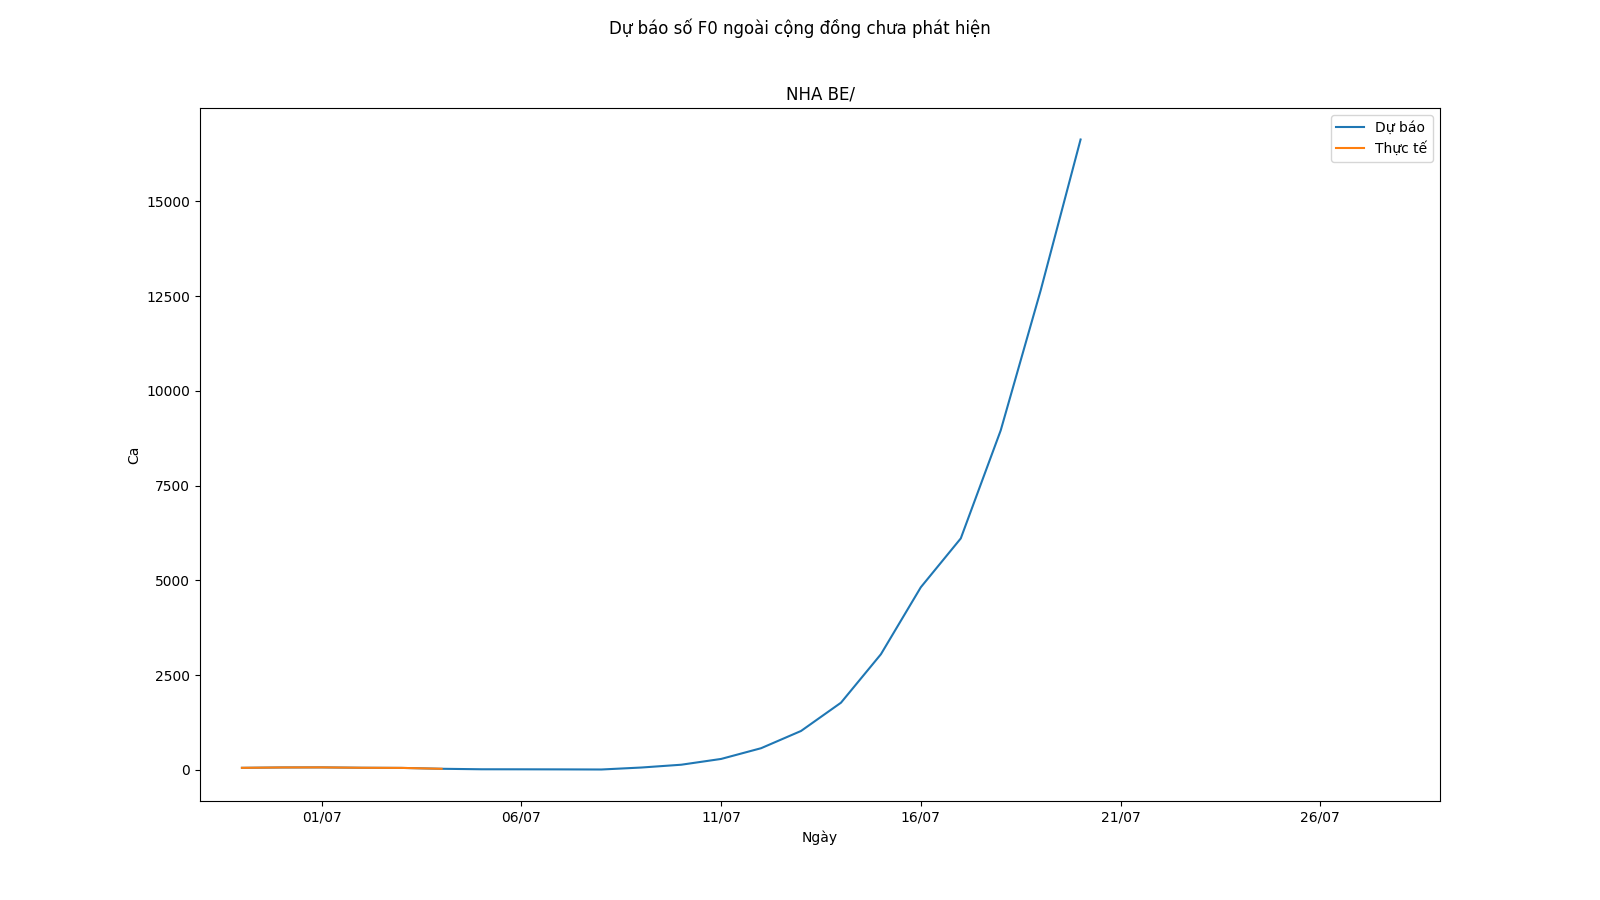 Dự báo số F0 ngoài cộng đồng chưa phát hiện
NHA BE/
Dự báo
Thực tế
15000
12500
10000
7500
5000
2500
0
Ca
01/07
06/07
11/07
16/07
21/07
26/07
Ngày